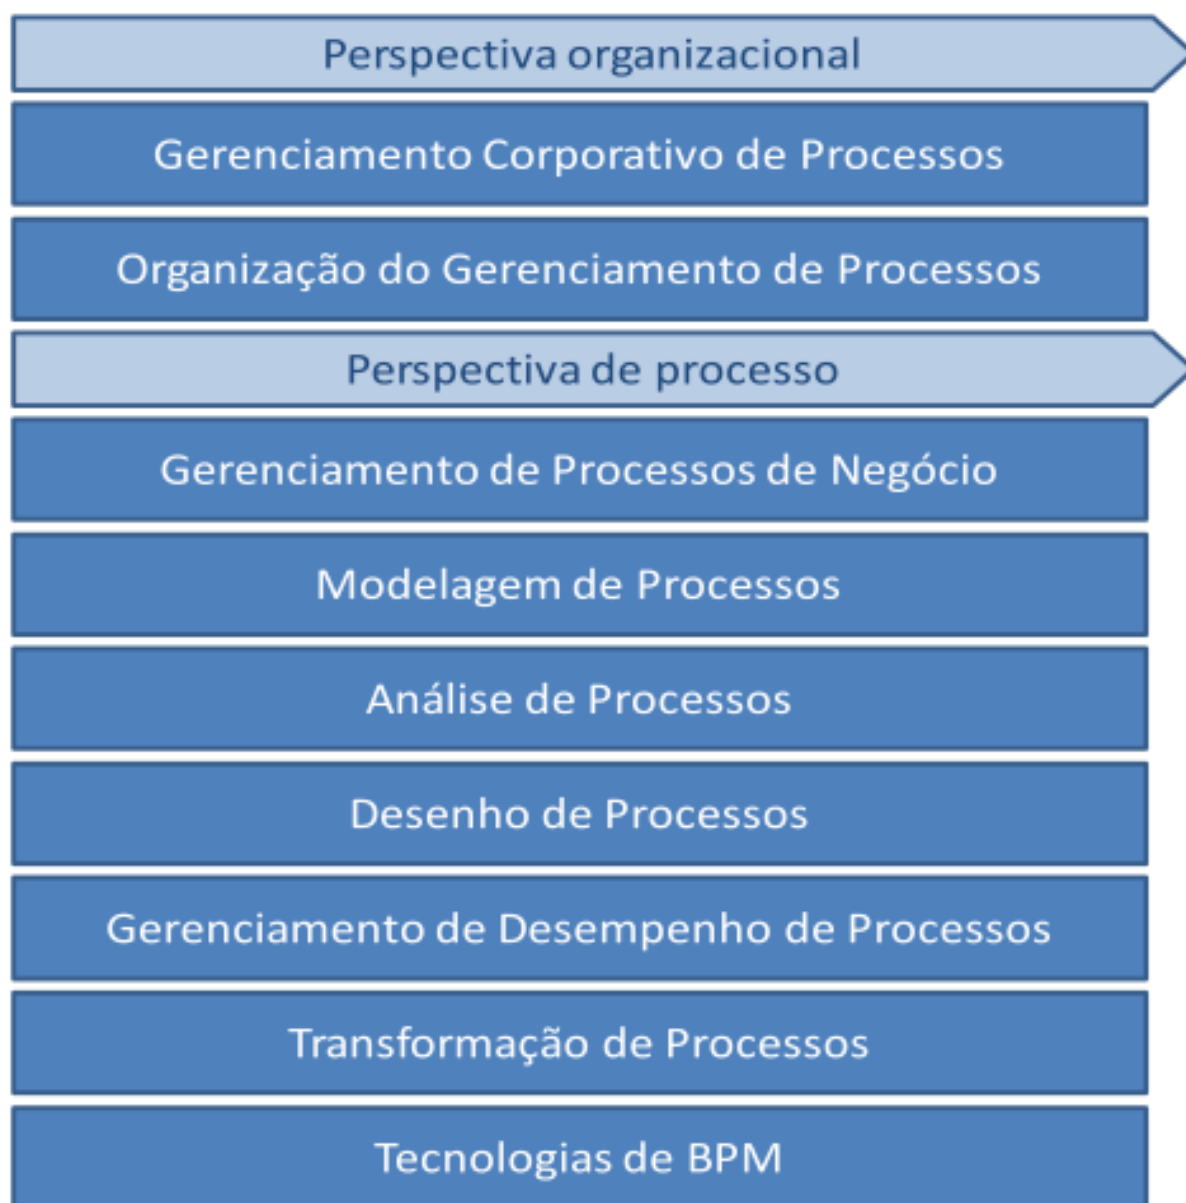 Perspectiva organizacional
Gerenciamento Corporativo de Processos
Organização do Gerenciamento de Processos
Perspectiva de processo
Gerenciamento de Processos de Negócio
Modelagem de Processos
Análise de Processos
Desenho de Processos
Gerenciamento de Desempenho de Processos
Transformação de Processos
Tecnologias de BPM